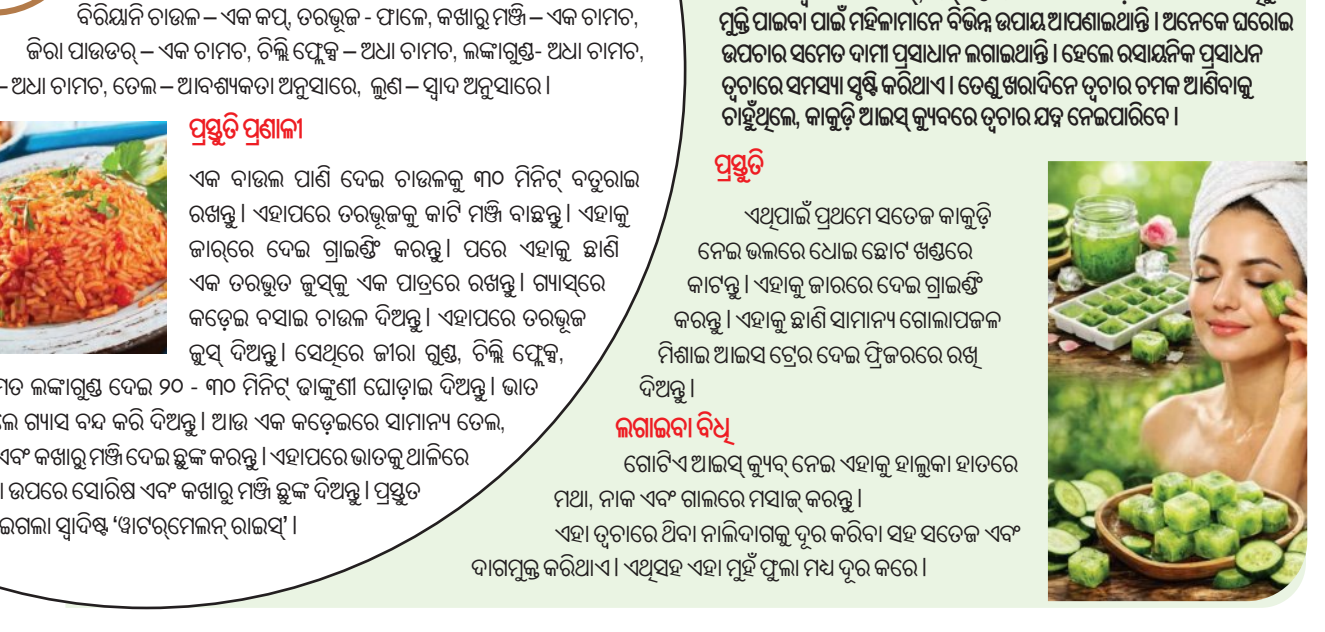 ବିରିୟାନି ଚାଉଳ – ଏକ କପ୍, ତରଭୂଜ - ଫାଳେ, କଖାରୁ ମଞ୍ଜି – ଏକ ଚାମଚ,
ଜିରା ପାଉଡର୍ – ଏକ ଚାମଚ, ଚିଲ୍ଲି ଫ୍ଲେକ୍ସ – ଅଧା ଚାମଚ, ଲଙ୍କାଗୁଣ୍ଡ- ଅଧା ଚାମଚ,
– ଅଧା ଚାମଚ, ତେଲ – ଆବଶ୍ୟକତା ଅନୁସାରେ, ଲୁଣ – ସ୍ୱାଦ ଅନୁସାରେ ।
ପ୍ରସ୍ତୁତି ପ୍ରଣାଳୀ
ଏକ ବାଉଲ ପାଣି ଦେଇ ଚାଉଳକୁ ୩୦ ମିନିଟ୍ ବତୁରାଇ
ରଖନ୍ତୁ । ଏହାପରେ ତରଭୂଜକୁ କାଟି ମଞ୍ଜି ବାଛନ୍ତୁ । ଏହାକୁ
ଜାର୍‌ରେ ଦେଇ ଗ୍ରାଇଣ୍ଡିଂ କରନ୍ତୁ । ପରେ ଏହାକୁ ଛାଣି
ଏକ ତରଭୁତ ଜୁସ୍‌କୁ ଏକ ପାତ୍ରରେ ରଖନ୍ତୁ । ଗ୍ୟାସ୍‌ରେ
କଡ଼େଇ ବସାଇ ଚାଉଳ ଦିଅନ୍ତୁ । ଏହାପରେ ତରଭୂଜ
ଜୁସ୍ ଦିଅନ୍ତୁ । ସେଥିରେ ଜୀରା ଗୁଣ୍ଡ, ଚିଲ୍ଲି ଫ୍ଲେକ୍ସ,
ଲଙ୍କାଗୁଣ୍ଡ ଦେଇ ୨୦ - ୩୦ ମିନିଟ୍ ଢାଙ୍କୁଣୀ ଘୋଡ଼ାଇ ଦିଅନ୍ତୁ । ଭାତ
ଗ୍ୟାସ ବନ୍ଦ କରି ଦିଅନ୍ତୁ । ଆଉ ଏକ କଡ଼େଇରେ ସାମାନ୍ୟ ତେଲ,
ଏବଂ କଖାରୁ ମଞ୍ଜି ଦେଇ ଛୁଙ୍କ କରନ୍ତୁ । ଏହାପରେ ଭାତକୁ ଥାଳିରେ
ଉପରେ ସୋରିଷ ଏବଂ କଖାରୁ ମଞ୍ଜି ଛୁଙ୍କ ଦିଅନ୍ତୁ । ପ୍ରସ୍ତୁତ
ସ୍ୱାଦିଷ୍ଟ ‘ୱାଟର୍‌ମେଲନ୍ ରାଇସ୍’ ।
ମୁକ୍ତି ପାଇବା ପାଇଁ ମହିଳାମାନେ ବିଭିନ୍ନ ଉପାୟ ଆପଣାଇଥାନ୍ତି । ଅନେକେ ଘରୋଇ
ଉପଚାର ସମେତ ଦାମୀ ପ୍ରସାଧାନ ଲଗାଇଥାନ୍ତି । ହେଲେ ରସାୟନିକ ପ୍ରସାଧନ
ତ୍ୱଚାରେ ସମସ୍ୟା ସୃଷ୍ଟି କରିଥାଏ । ତେଣୁ ଖରାଦିନେ ତ୍ୱଚାର ଚମକ ଆଣିବାକୁ
ଚାହୁଁଥିଲେ, କାକୁଡ଼ି ଆଇସ୍ କ୍ୟୁବରେ ତ୍ୱଚାର ଯତ୍ନ ନେଇପାରିବେ ।
ପ୍ରସ୍ତୁତି
ଏଥିପାଇଁ ପ୍ରଥମେ ସତେଜ କାକୁଡ଼ି
ନେଇ ଭଲରେ ଧୋଇ ଛୋଟ ଖଣ୍ଡରେ
କାଟନ୍ତୁ । ଏହାକୁ ଜାରରେ ଦେଇ ଗ୍ରାଇଣ୍ଡିଂ
କରନ୍ତୁ । ଏହାକୁ ଛାଣି ସାମାନ୍ୟ ଗୋଲାପଜଳ
ମିଶାଇ ଆଇସ ଟ୍ରେର ଦେଇ ଫ୍ରିଜରରେ ରଖି
ଦିଅନ୍ତୁ ।
ଲଗାଇବା ବିଧି
ଗୋଟିଏ ଆଇସ୍ କ୍ୟୁବ୍ ନେଇ ଏହାକୁ ହାଲୁକା ହାତରେ
ମଥା, ନାକ ଏବଂ ଗାଲରେ ମସାଜ୍ କରନ୍ତୁ ।
ଏହା ତ୍ୱଚାରେ ଥିବା ନାଲିଦାଗକୁ ଦୂର କରିବା ସହ ସତେଜ ଏବଂ
ଦାଗମୁକ୍ତ କରିଥାଏ । ଏଥିସହ ଏହା ମୁହଁ ଫୁଲା ମଧ୍ୟ ଦୂର କରେ ।